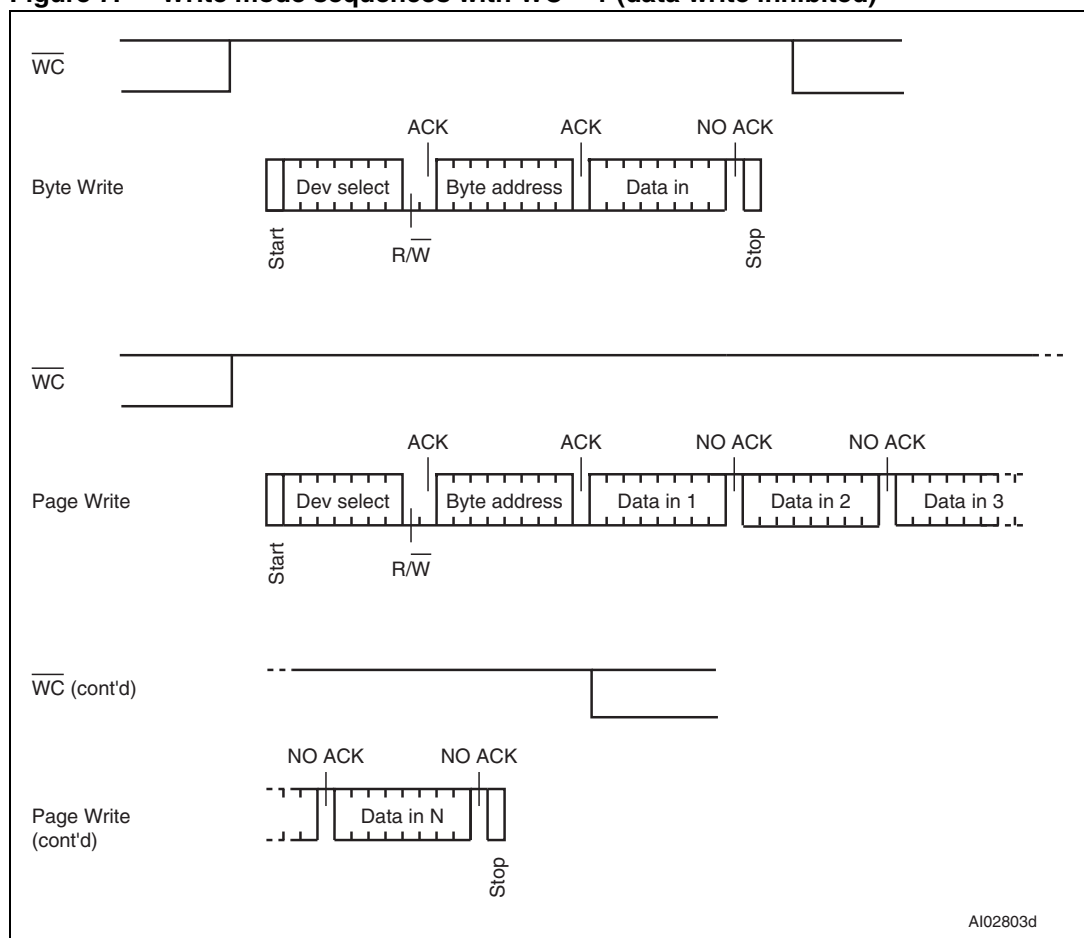 WC
ACK ACK NO ACK
Byte Write
Dev select Byte address Data in
Start
R/W
Stop
WC
ACK ACK NO ACK NO ACK
Page Write
Dev select Byte address Data in 1 Data in 2 Data in 3
Start
R/W
WC (cont'd)
NO ACK NO ACK
Page Write
(cont'd)
Data in N
Stop
AI02803d